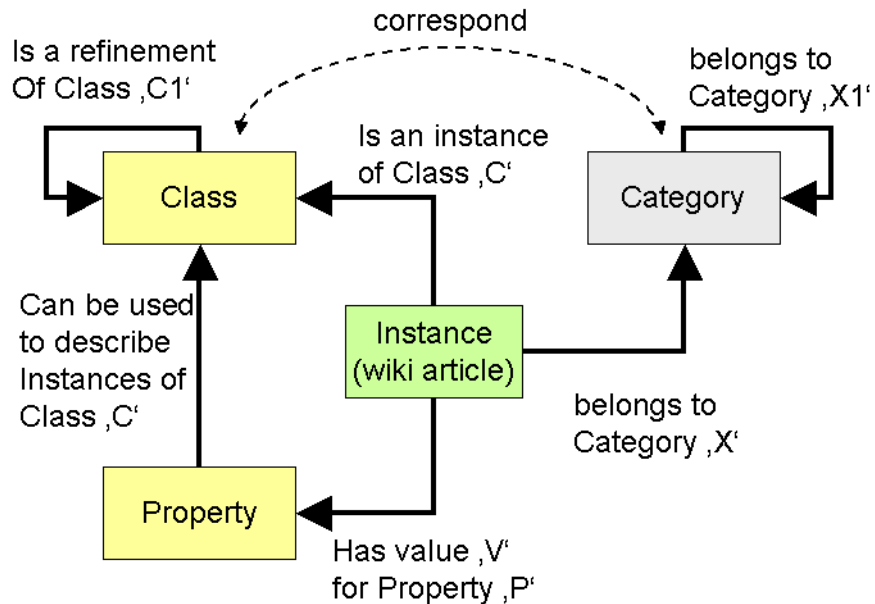 correspond
Is a refinement
Of Class ‚C1‘
belongs to
Category ‚X1‘
Is an instance
of Class ‚C‘
Class
Category
Can be used
to describe
Instances of
Class ‚C‘
Instance
(wiki article)
belongs to
Category ‚X‘
Property
Has value ‚V‘
for Property ‚P‘